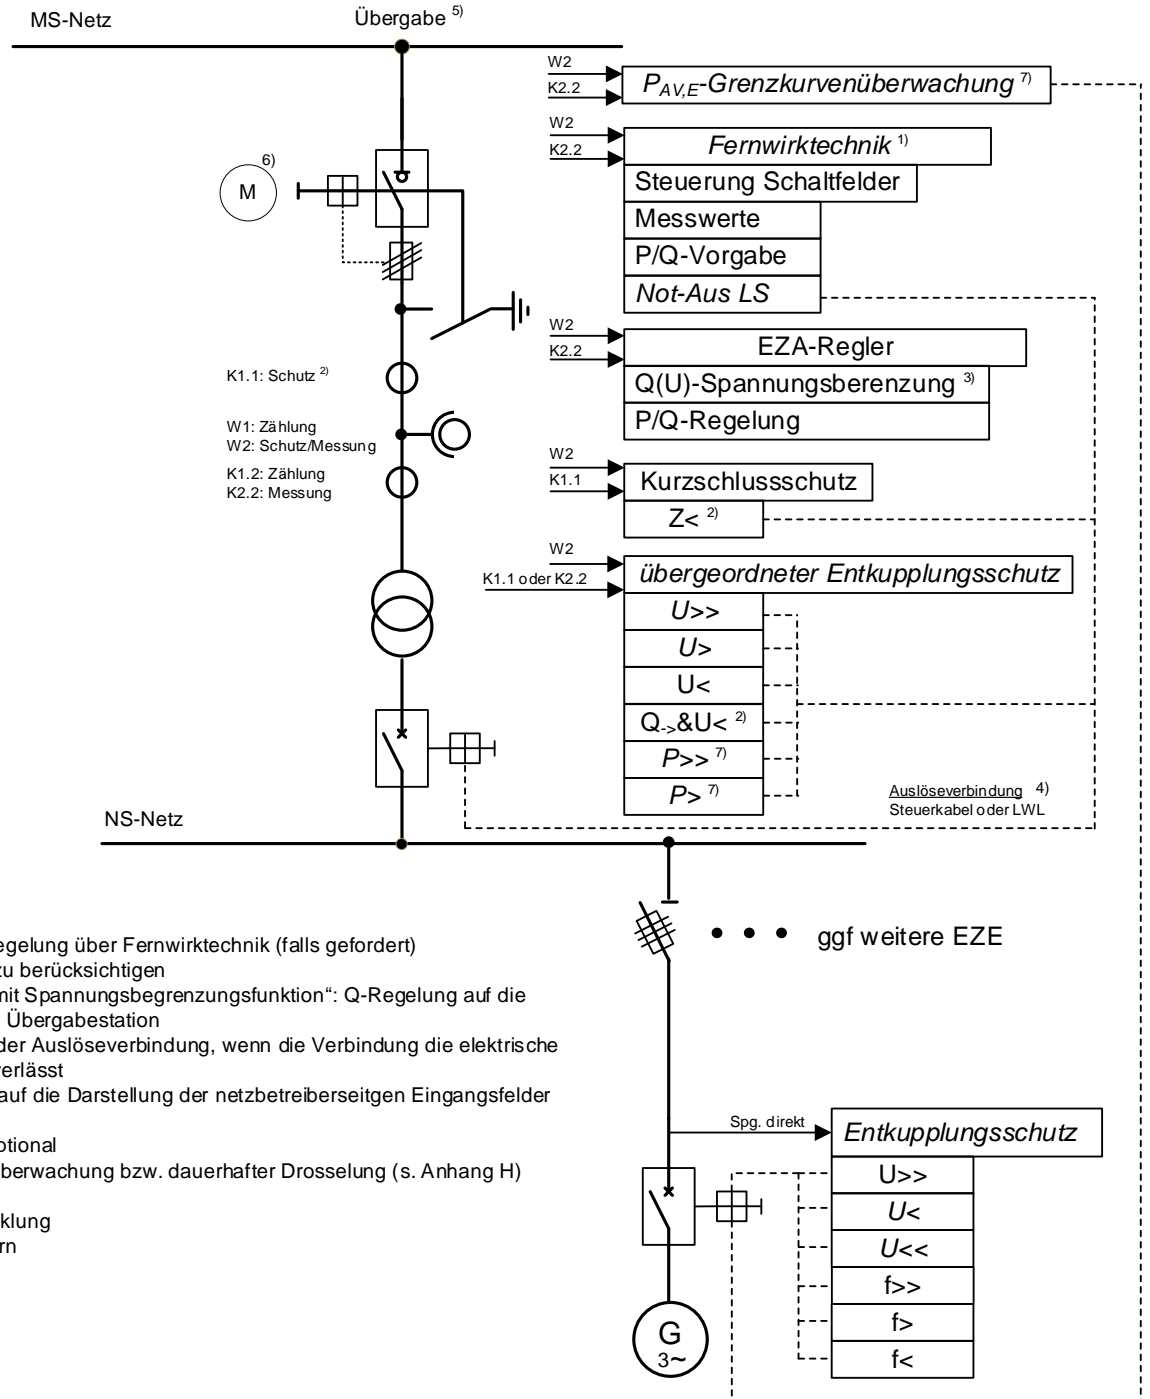 MS-Netz
Übergabe 5)
W2
K2.2
P AV,E-Grenzkurvenüberwachung 7)
W2
K2.2
Fernwirktechnik 1)
Steuerung Schaltfelder
Messwerte
P/Q-Vorgabe
Not-Aus LS
6)
M
W2
K2.2
EZA-Regler
Q(U)-Spannungsberenzung 3)
P/Q-Regelung
K1.1: Schutz 2)
W1: Zählung
W2: Schutz/Messung
K1.2: Zählung
K2.2: Messung
W2
K1.1
Kurzschlussschutz
Z< 2)
W2
K1.1 oder K2.2
übergeordneter Entkupplungsschutz
U>>
U>
U<
Q->&U< 2)
P>> 7)
P> 7)
Auslöseverbindung 4)
Steuerkabel oder LWL
NS-Netz
egelung über Fernwirktechnik (falls gefordert)
zu berücksichtigen
mit Spannungsbegrenzungsfunktion“: Q-Regelung auf die
Übergabestation
der Auslöseverbindung, wenn die Verbindung die elektrische
verlässt
auf die Darstellung der netzbetreiberseitgen Eingangsfelder
otional
berwachung bzw. dauerhafter Drosselung (s. Anhang H)
klung
rn
ggf weitere EZE
Spg. direkt
Entkupplungsschutz
U>>
U<
U<<
f>>
f>
f<
G
3~